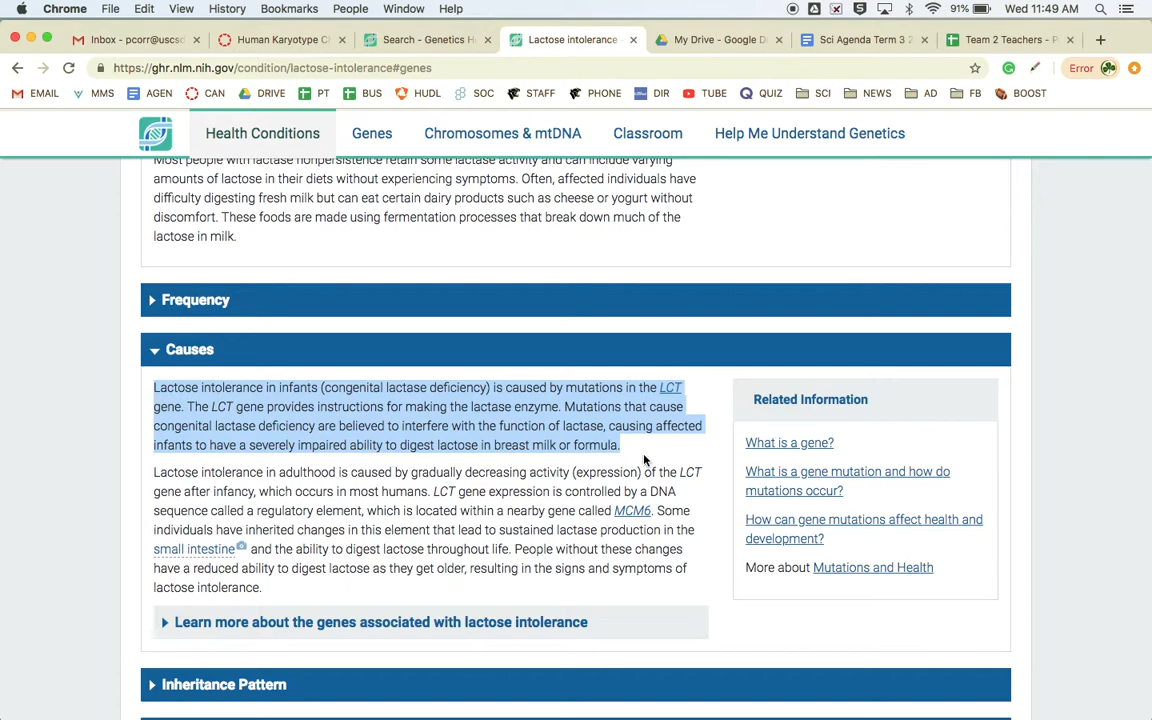 Chrome File Edit View History Bookmarks People Window Help 91% Wed 11:49 AM
Inbox - pcorr@uscsd Human Karyotype C Search - Genetics H Lactose intolerance - My Drive - Google D Sci Agenda Term 3 2 Team 2 Teachers - P
https://ghr.nlm.nih.gov/condition/lactose-intolerance#genes Error
EMAIL MMS AGEN CAN DRIVE PT BUS HUDL SOC STAFF PHONE DIR TUBE QUIZ SCI NEWS AD FB BOOST
Health Conditions Genes Chromosomes & mtDNA Classroom Help Me Understand Genetics
Most people with lactase nonpersistence retain some lactase activity and can include varying
amounts of lactose in their diets without experiencing symptoms. Often, affected individuals have
difficulty digesting fresh milk but can eat certain dairy products such as cheese or yogurt without
discomfort. These foods are made using fermentation processes that break down much of the
lactose in milk.
Frequency
Causes
Lactose intolerance in infants (congenital lactase deficiency) is caused by mutations in the LCT
gene. The LCT gene provides instructions for making the lactase enzyme. Mutations that cause
congenital lactase deficiency are believed to interfere with the function of lactase, causing affected
infants to have a severely impaired ability to digest lactose in breast milk or formula.
Lactose intolerance in adulthood is caused by gradually decreasing activity (expression) of the LCT
gene after infancy, which occurs in most humans. LCT gene expression is controlled by a DNA
sequence called a regulatory element, which is located within a nearby gene called MCM6. Some
individuals have inherited changes in this element that lead to sustained lactase production in the
small intestine and the ability to digest lactose throughout life. People without these changes
have a reduced ability to digest lactose as they get older, resulting in the signs and symptoms of
lactose intolerance.
Learn more about the genes associated with lactose intolerance
Related Information
What is a gene?
What is a gene mutation and how do
mutations occur?
How can gene mutations affect health and
development?
More about Mutations and Health
Inheritance Pattern